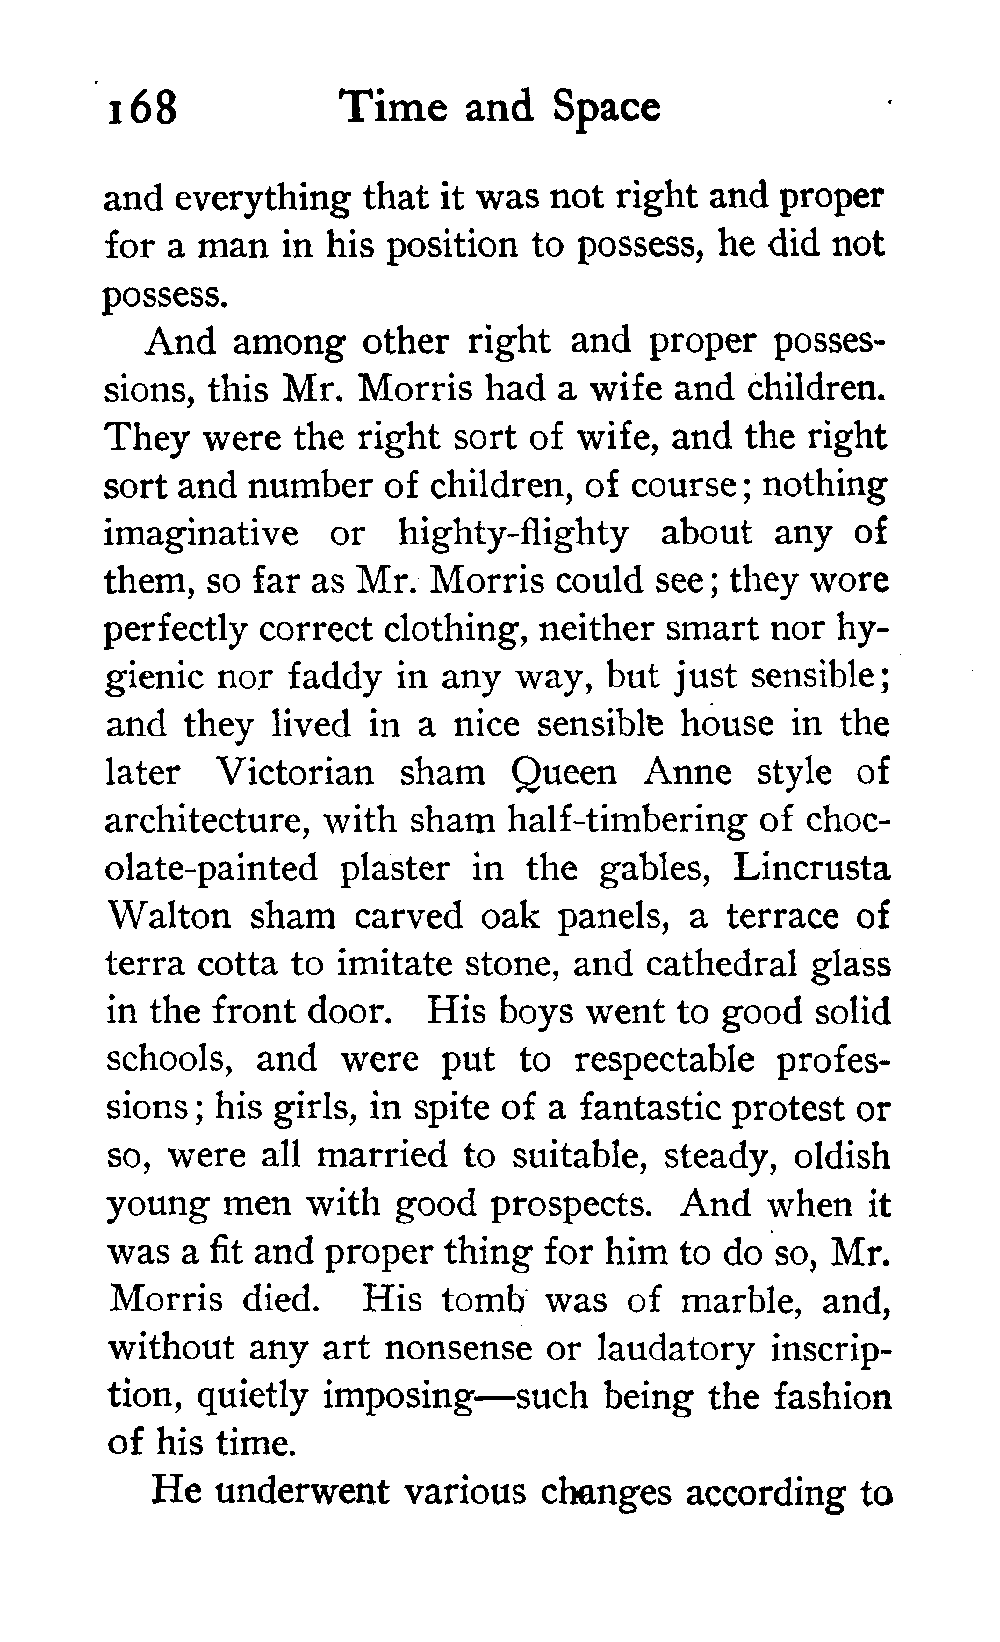 168 Time and Space
and everything that it was not right and proper
for a man in his position to possess, he did not
possess.
And among other right and proper posses-
sions, this Mr. Morris had a wife and children.
They were the right sort of wife, and the right
sort and number of children, of course; nothing
imaginative or highty-flighty about any of
them, so far as Mr. Morris could see; they wore
perfectly correct clothing, neither smart nor hy-
gienic nor faddy in any way, but just sensible;
and they lived in a nice sensible house in the
later Victorian sham Queen Anne style of
architecture, with sham half-timbering of choc-
olate-painted plaster in the gables, Lincrusta
Walton sham carved oak panels, a terrace of
terra cotta to imitate stone, and cathedral glass
in the front door. His boys went to good solid
schools, and were put to respectable profes-
sions; his girls, in spite of a fantastic protest or
so, were all married to suitable, steady, oldish
young men with good prospects. And when it
was a fit and proper thing for him to do so, Mr.
Morris died. His tomb was of marble, and,
without any art nonsense or laudatory inscrip-
tion, quietly imposing—such being the fashion
of his time.
He underwent various changes according to